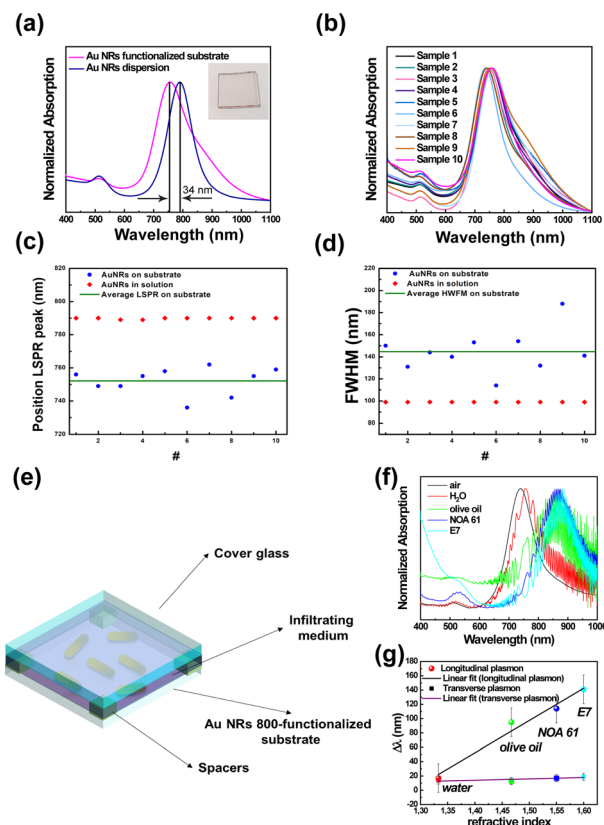 (a)
Normalized Absorption
Au NRs functionalized substrate
Au NRs dispersion
34 nm
400 500 600 700 800 900 1000 1100
Wavelength (nm)
(b)
Normalized Absorption
Sample 1
Sample 2
Sample 3
Sample 4
Sample 5
Sample 6
Sample 7
Sample 8
Sample 9
Sample 10
400 500 600 700 800 900 1000 1100
Wavelength (nm)
(c)
Position LSPR peak (nm)
840
820
800
780
760
740
720
AuNRs on substrate
AuNRs in solution
Average LSPR on substrate
2 4 6 8 10
#
(d)
FWHM (nm)
240
220
200
180
160
140
120
100
80
AuNRs on substrate
AuNRs in solution
Average HWFM on substrate
2 4 6 8 10
#
(e)
Cover glass
Infiltrating
medium
Au NRs 800-functionalized
substrate
Spacers
(f)
Normalized Absorption
air
H₂O
olive oil
NOA 61
E7
400 500 600 700 800 900 1000
Wavelength (nm)
(g)
Δλ (nm)
180
160
140
120
100
80
60
40
20
0
Longitudinal plasmon
Linear fit (longitudinal plasmon)
Transverse plasmon
Linear fit (transverse plasmon)
E7
NOA 61
olive oil
water
1,30 1,35 1,40 1,45 1,50 1,55 1,60
refractive index